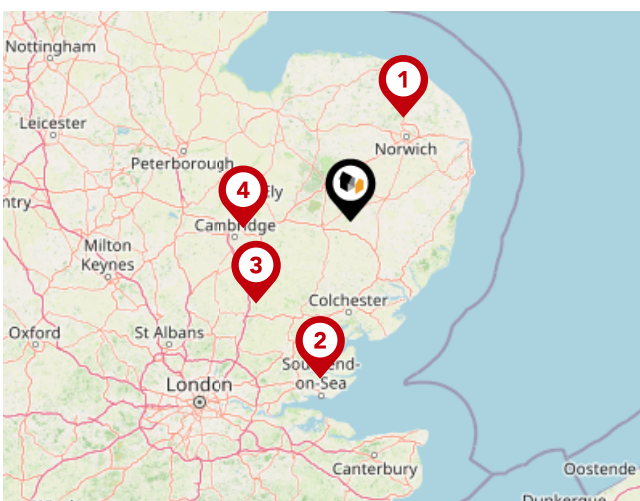 Nottingham
1
Leicester
Norwich
Peterborough
4
Ely
ntry
Cambridge
Milton
Keynes
3
Colchester
Oxford
St Albans
2
Southend-
on-Sea
London
Canterbury
Oostende
Dunkerque